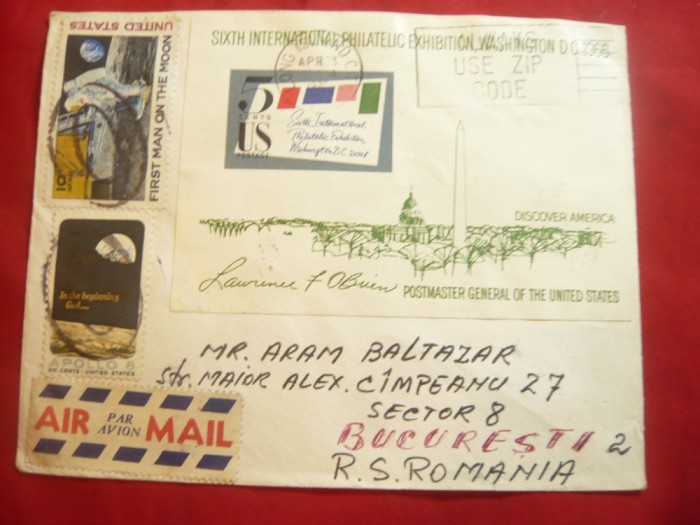 SIXTH INTERNATIONAL PHILATELIC EXHIBITION, WASHINGTON D.C. 1966
USE ZIP
CODE
APR
5
CENTS
US
POSTAGE
Sixth International
Philatelic Exhibition
Washington D.C. 20008
DISCOVER AMERICA
Lawrence F O'Brien POSTMASTER GENERAL OF THE UNITED STATES
UNITED STATES
FIRST MAN ON THE MOON
10¢
In the beginning
God...
APOLLO 8
SIX CENTS · UNITED STATES
AIR PAR AVION MAIL
MR. ARAM BALTAZAR
str. MAIOR ALEX. CÎMPEANU 27
SECTOR 8
BUCUREŞTI 2
R.S. ROMANIA